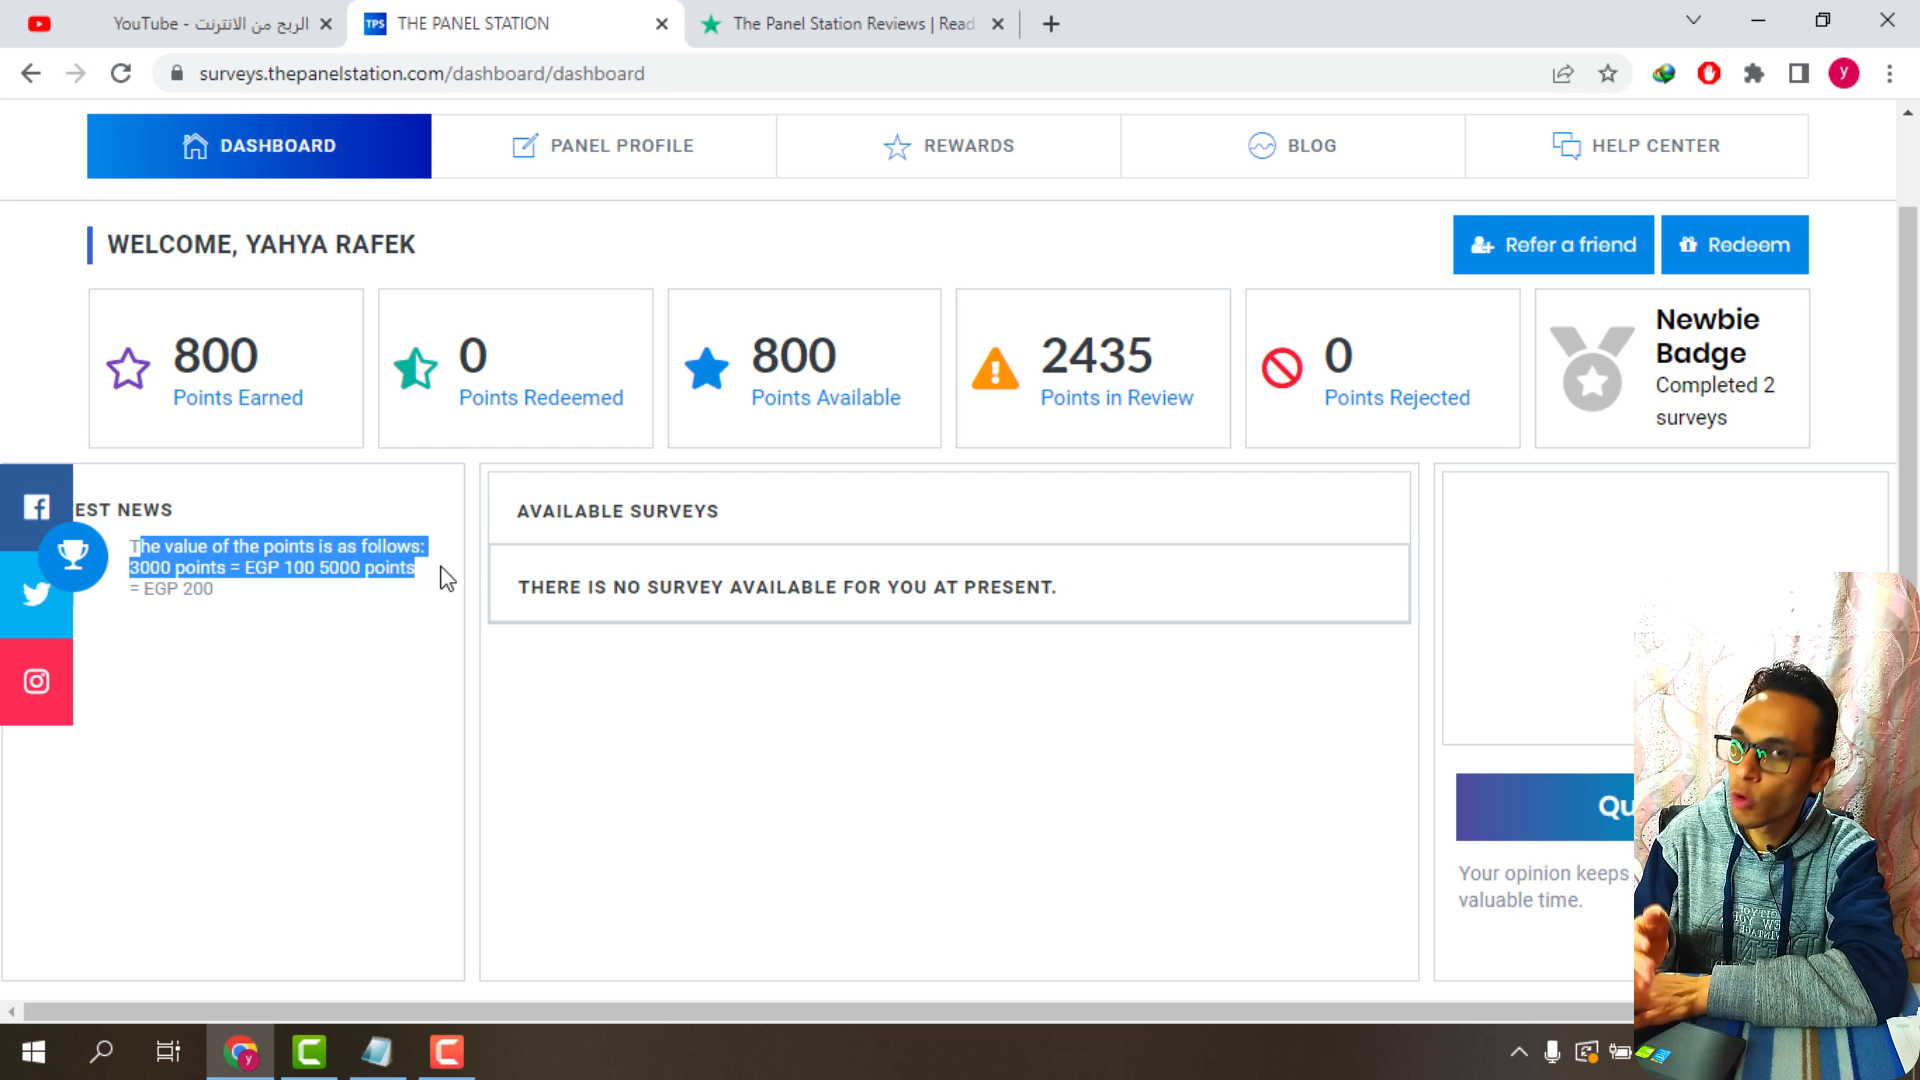 YouTube - الربح من الانترنت
THE PANEL STATION
The Panel Station Reviews | Read
surveys.thepanelstation.com/dashboard/dashboard
y
TPS
DASHBOARD
PANEL PROFILE
REWARDS
BLOG
HELP CENTER
WELCOME, YAHYA RAFEK
Refer a friend
Redeem
800
Points Earned
0
Points Redeemed
800
Points Available
2435
Points in Review
0
Points Rejected
Newbie
Badge
Completed 2
surveys
EST NEWS
The value of the points is as follows:
3000 points = EGP 100 5000 points
= EGP 200
AVAILABLE SURVEYS
THERE IS NO SURVEY AVAILABLE FOR YOU AT PRESENT.
Qu
Your opinion keeps
valuable time.